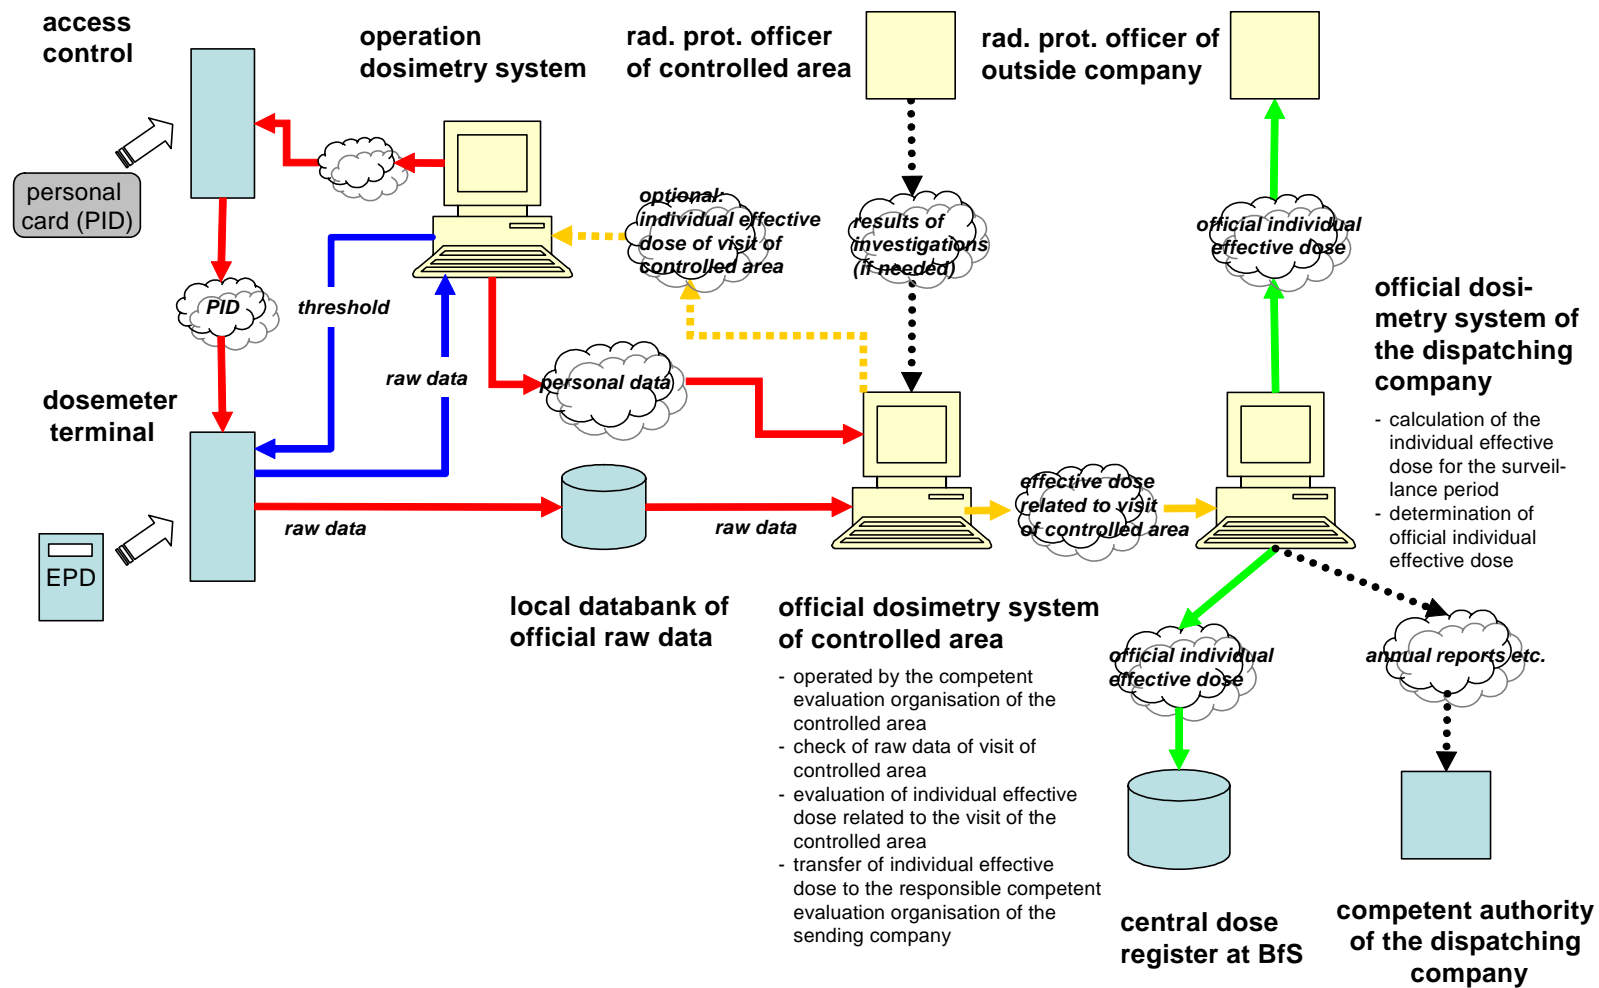 access
control
operation
dosimetry system
rad. prot. officer
of controlled area
rad. prot. officer of
outside company
personal
card (PID)
optional:
individual effective
dose of visit of
controlled area
results of
investigations
(if needed)
official individual
effective dose
PID
threshold
raw data
personal data
official dosi-
metry system of
the dispatching
company
- calculation of the
individual effective
dose for the surveil-
lance period
- determination of
official individual
effective dose
dosemeter
terminal
raw data
raw data
effective dose
related to visit
of controlled area
EPD
local databank of
official raw data
official dosimetry system
of controlled area
- operated by the competent
evaluation organisation of the
controlled area
- check of raw data of visit of
controlled area
- evaluation of individual effective
dose related to the visit of the
controlled area
- transfer of individual effective
dose to the responsible competent
evaluation organisation of the
sending company
official individual
effective dose
annual reports etc.
central dose
register at BfS
competent authority
of the dispatching
company